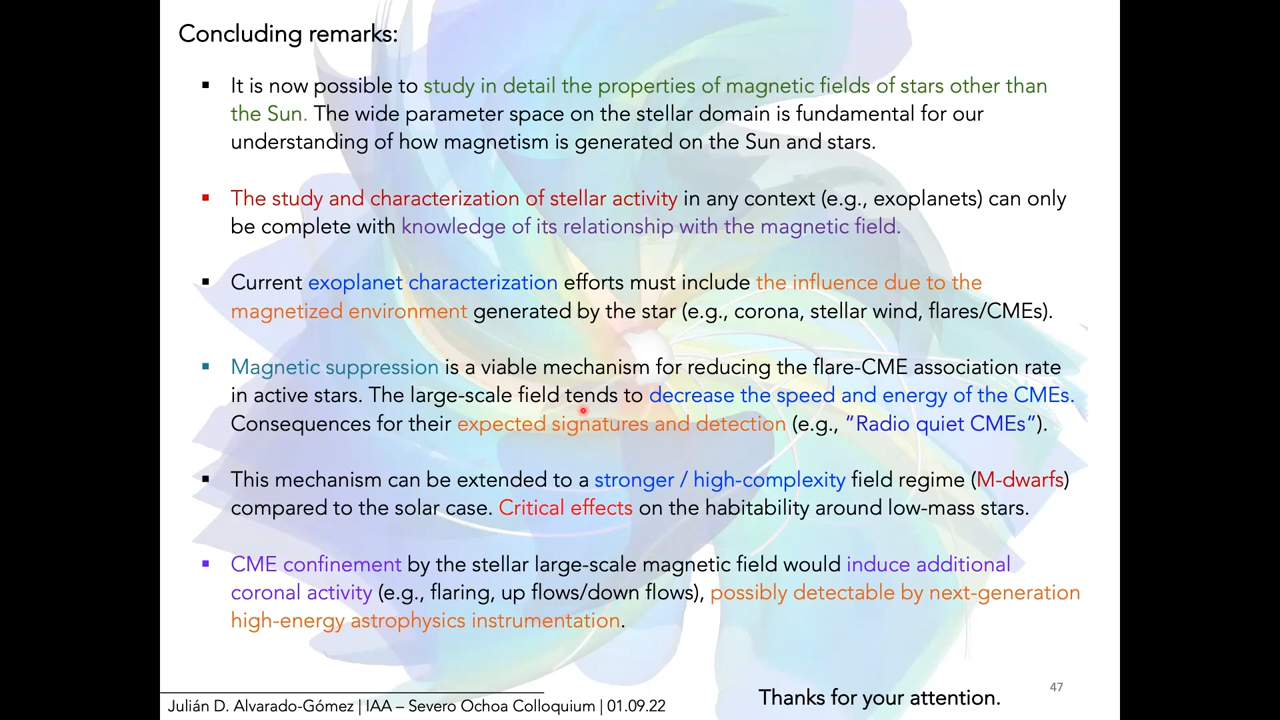 Concluding remarks:
▪ It is now possible to study in detail the properties of magnetic fields of stars other than
the Sun. The wide parameter space on the stellar domain is fundamental for our
understanding of how magnetism is generated on the Sun and stars.
▪ The study and characterization of stellar activity in any context (e.g., exoplanets) can only
be complete with knowledge of its relationship with the magnetic field.
▪ Current exoplanet characterization efforts must include the influence due to the
magnetized environment generated by the star (e.g., corona, stellar wind, flares/CMEs).
▪ Magnetic suppression is a viable mechanism for reducing the flare-CME association rate
in active stars. The large-scale field tends to decrease the speed and energy of the CMEs.
Consequences for their expected signatures and detection (e.g., “Radio quiet CMEs”).
▪ This mechanism can be extended to a stronger / high-complexity field regime (M-dwarfs)
compared to the solar case. Critical effects on the habitability around low-mass stars.
▪ CME confinement by the stellar large-scale magnetic field would induce additional
coronal activity (e.g., flaring, up flows/down flows), possibly detectable by next-generation
high-energy astrophysics instrumentation.
47
Thanks for your attention.
Julián D. Alvarado-Gómez | IAA – Severo Ochoa Colloquium | 01.09.22